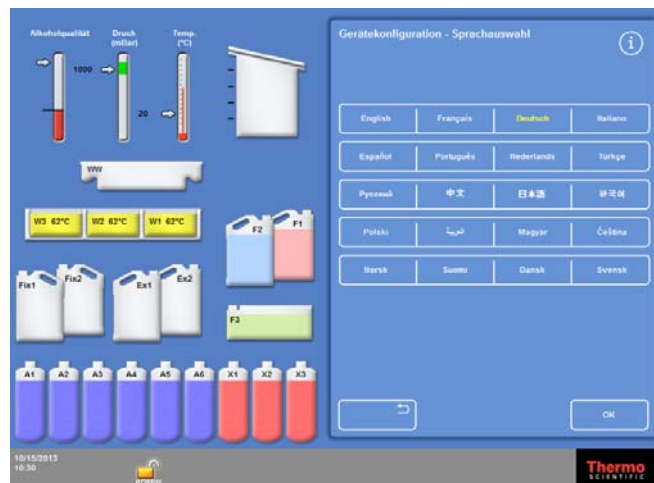 Alkoholqualität
Druck (mBar)
Temp. (°C)
1000
20
WW
W3 62°C
W2 62°C
W1 62°C
F2
F1
Fix1
Fix2
Ex1
Ex2
F3
A1 A2 A3 A4 A5 A6 X1 X2 X3
Gerätekonfiguration - Sprachauswahl
i
English Français Deutsch Italiano
Español Português Nederlands Türkçe
Русский 中文 日本語 한국어
Polski العربية Magyar Čeština
Norsk Suomi Dansk Svensk
OK
10/15/2013
10:30
Thermo
SCIENTIFIC